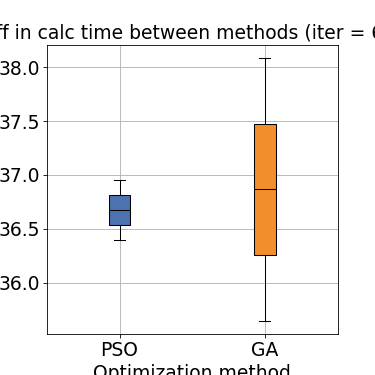 in calc time between methods (iter =
38.0
37.5
37.0
36.5
36.0
PSO GA
Optimization method